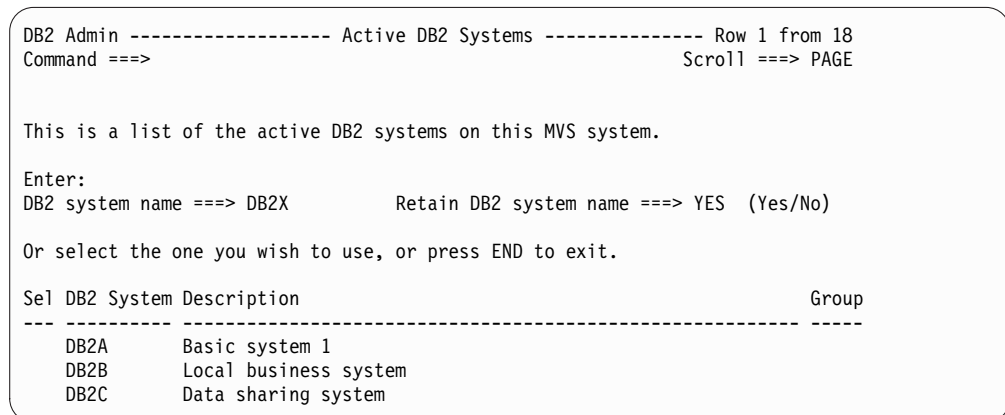 DB2 Admin ------------------- Active DB2 Systems --------------- Row 1 from 18
Command ===>                                                  Scroll ===> PAGE
This is a list of the active DB2 systems on this MVS system.
Enter:
DB2 system name ===> DB2X          Retain DB2 system name ===> YES  (Yes/No)
Or select the one you wish to use, or press END to exit.
Sel DB2 System Description                                                Group
--- ---------- ---------------------------------------------------------- -----
    DB2A       Basic system 1
    DB2B       Local business system
    DB2C       Data sharing system